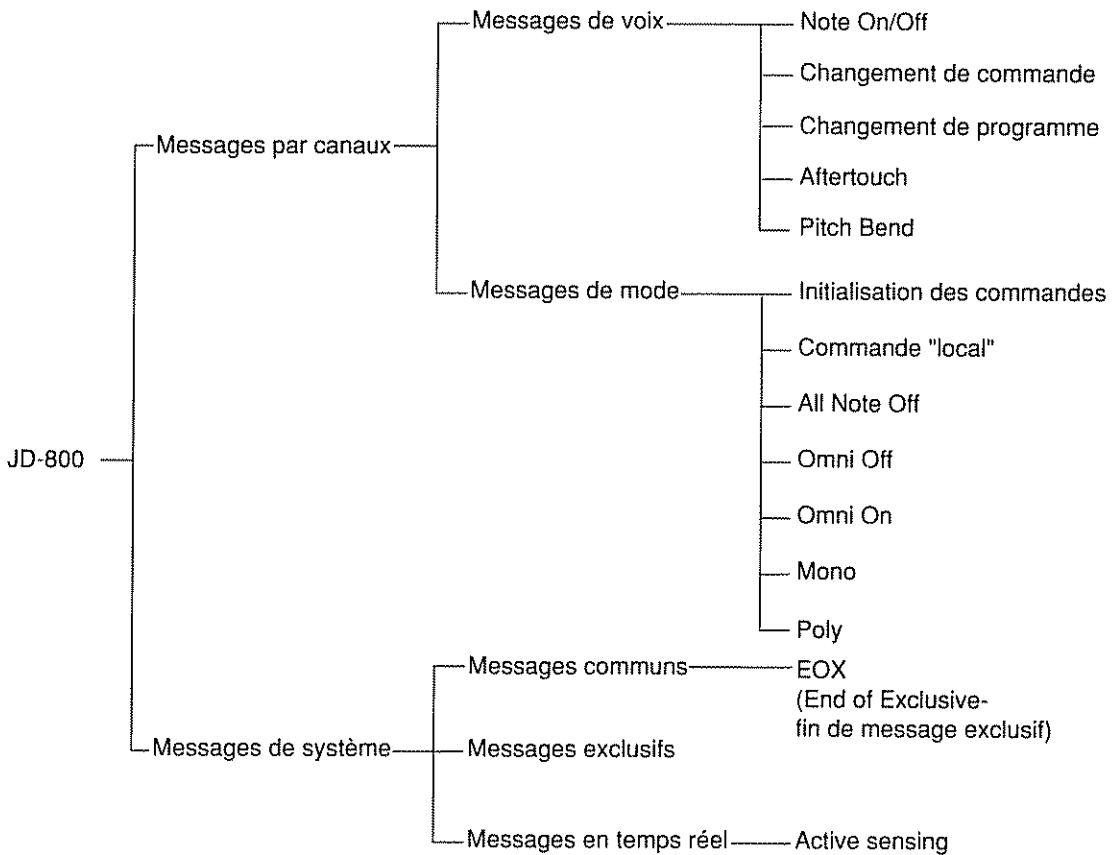 Messages de voix
Note On/Off
Changement de commande
Changement de programme
Messages par canaux
Aftertouch
Pitch Bend
Messages de mode
Initialisation des commandes
Commande "local"
All Note Off
JD-800
Omni Off
Omni On
Mono
Poly
Messages communs
EOX
(End of Exclusive-
fin de message exclusif)
Messages de système
Messages exclusifs
Messages en temps réel
Active sensing